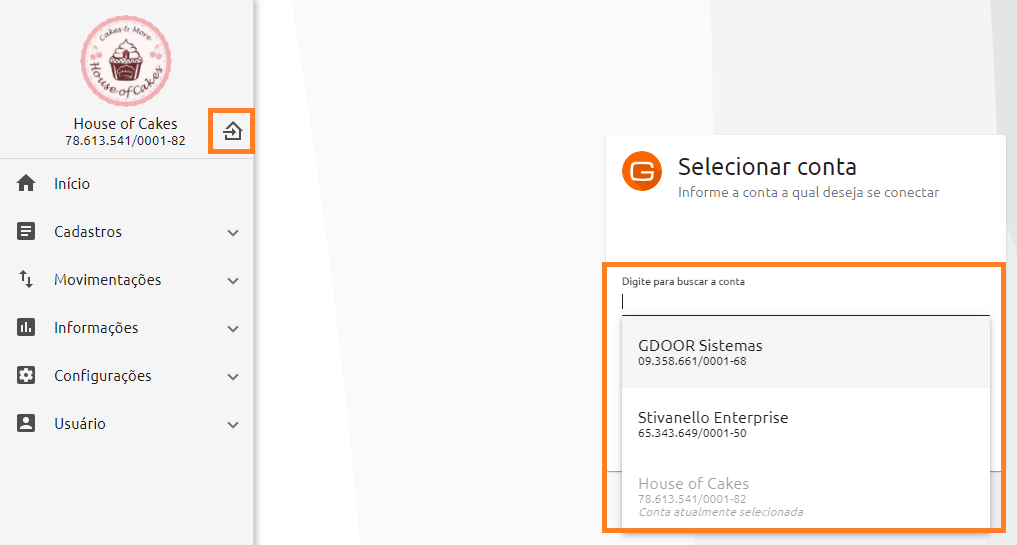 Cakes & More
House of Cakes
House of Cakes
78.613.541/0001-82
Início
Cadastros
Movimentações
Informações
Configurações
Usuário
G
Selecionar conta
Informe a conta a qual deseja se conectar
Digite para buscar a conta
GDOOR Sistemas
09.358.661/0001-68
Stivanello Enterprise
65.343.649/0001-50
House of Cakes
78.613.541/0001-82
Conta atualmente selecionada